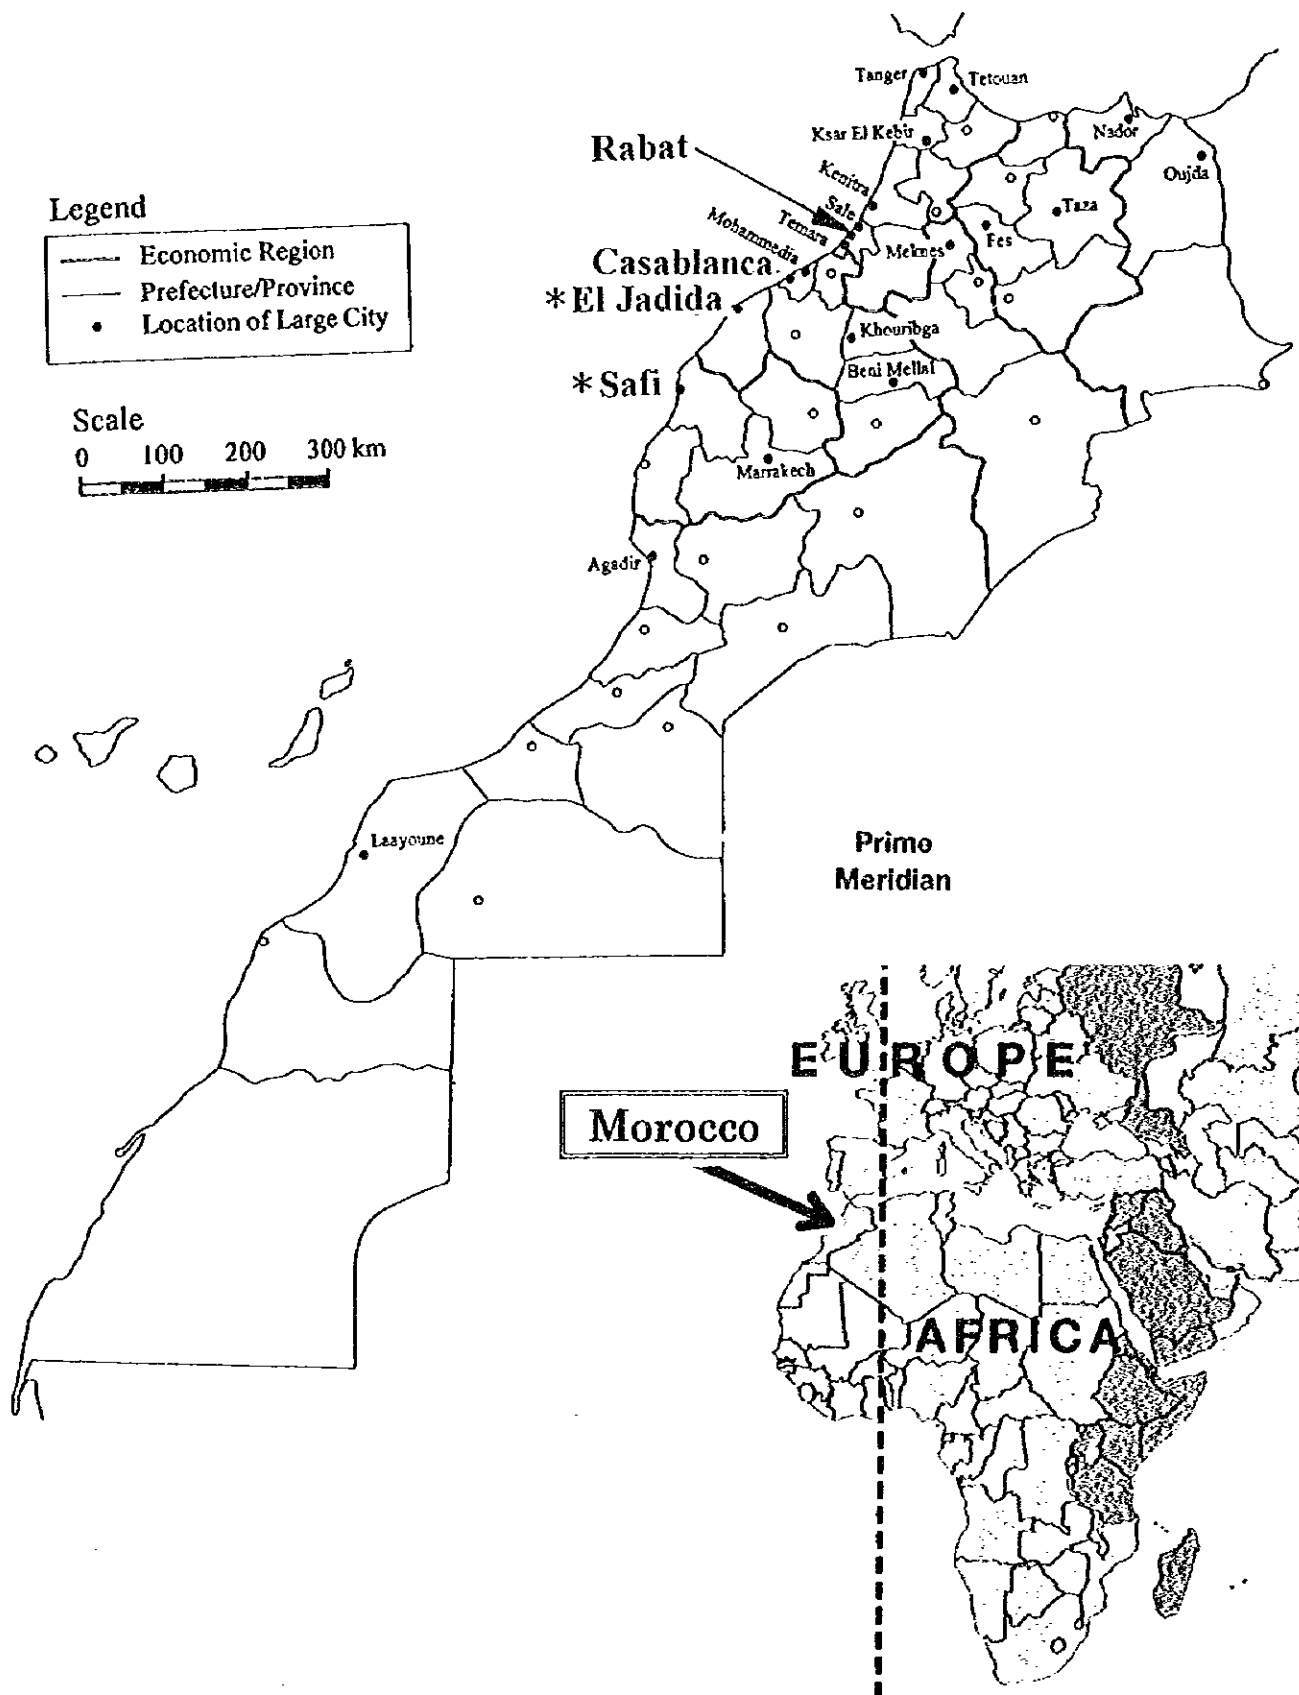 Tanger
Tetouan
Ksar El Kebir
Nador
Rabat
Oujda
Kenitra
Sale
Temara
Mohammedia
Taza
Fes
Meknes
Legend
Economic Region
Prefecture/Province
Location of Large City
Casablanca
*El Jadida
Khouribga
Beni Mellal
*Safi
Scale
0 100 200 300 km
Marrakech
Agadir
Laayoune
Primo
Meridian
EUROPE
Morocco
AFRICA